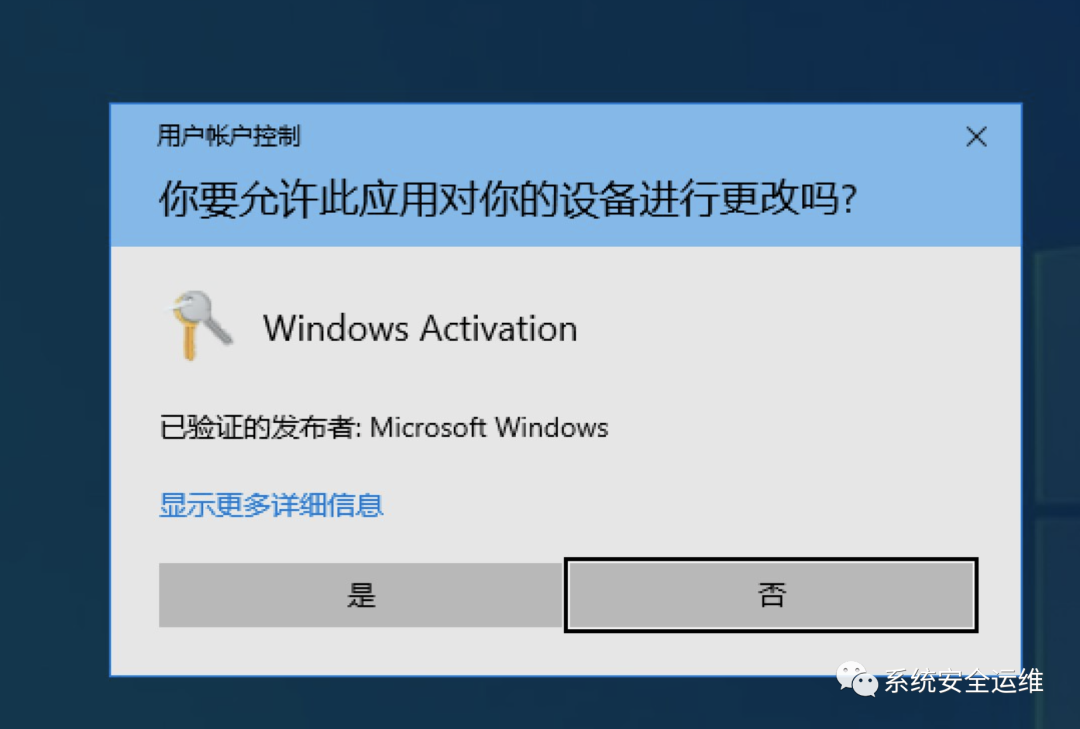 用户帐户控制
你要允许此应用对你的设备进行更改吗?
Windows Activation
已验证的发布者: Microsoft Windows
显示更多详细信息
是
否
系统安全运维